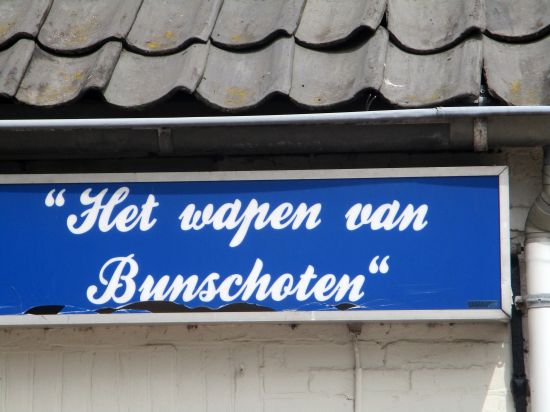 “Het wapen van
Bunschoten“